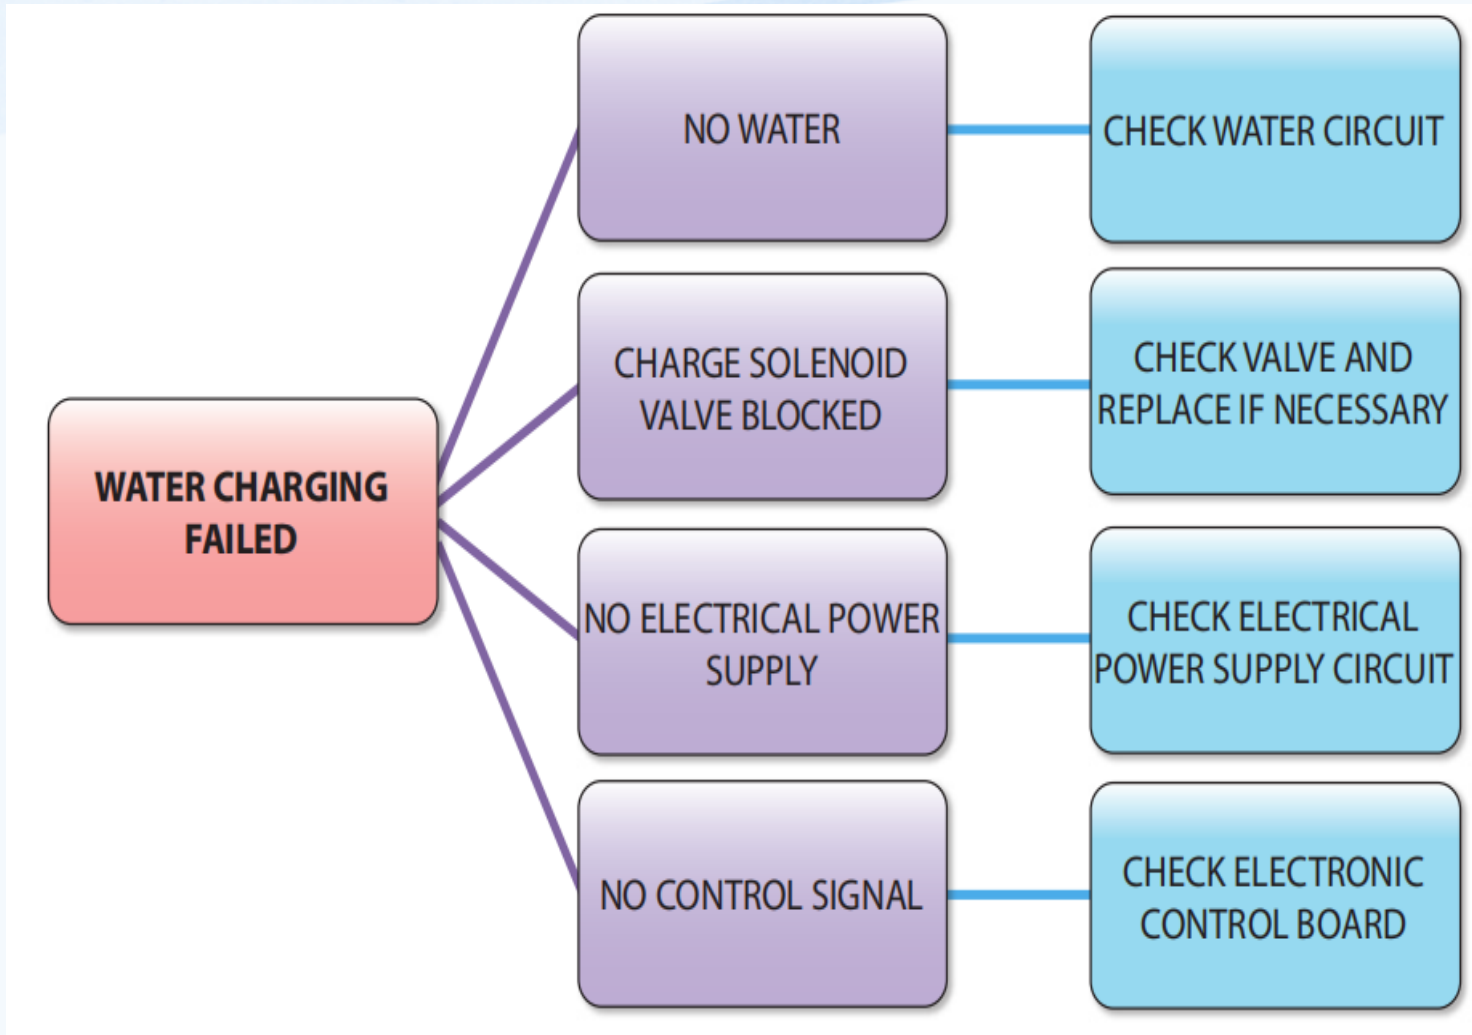 NO WATER
CHECK WATER CIRCUIT
CHARGE SOLENOID
VALVE BLOCKED
CHECK VALVE AND
REPLACE IF NECESSARY
WATER CHARGING
FAILED
NO ELECTRICAL POWER
SUPPLY
CHECK ELECTRICAL
POWER SUPPLY CIRCUIT
NO CONTROL SIGNAL
CHECK ELECTRONIC
CONTROL BOARD